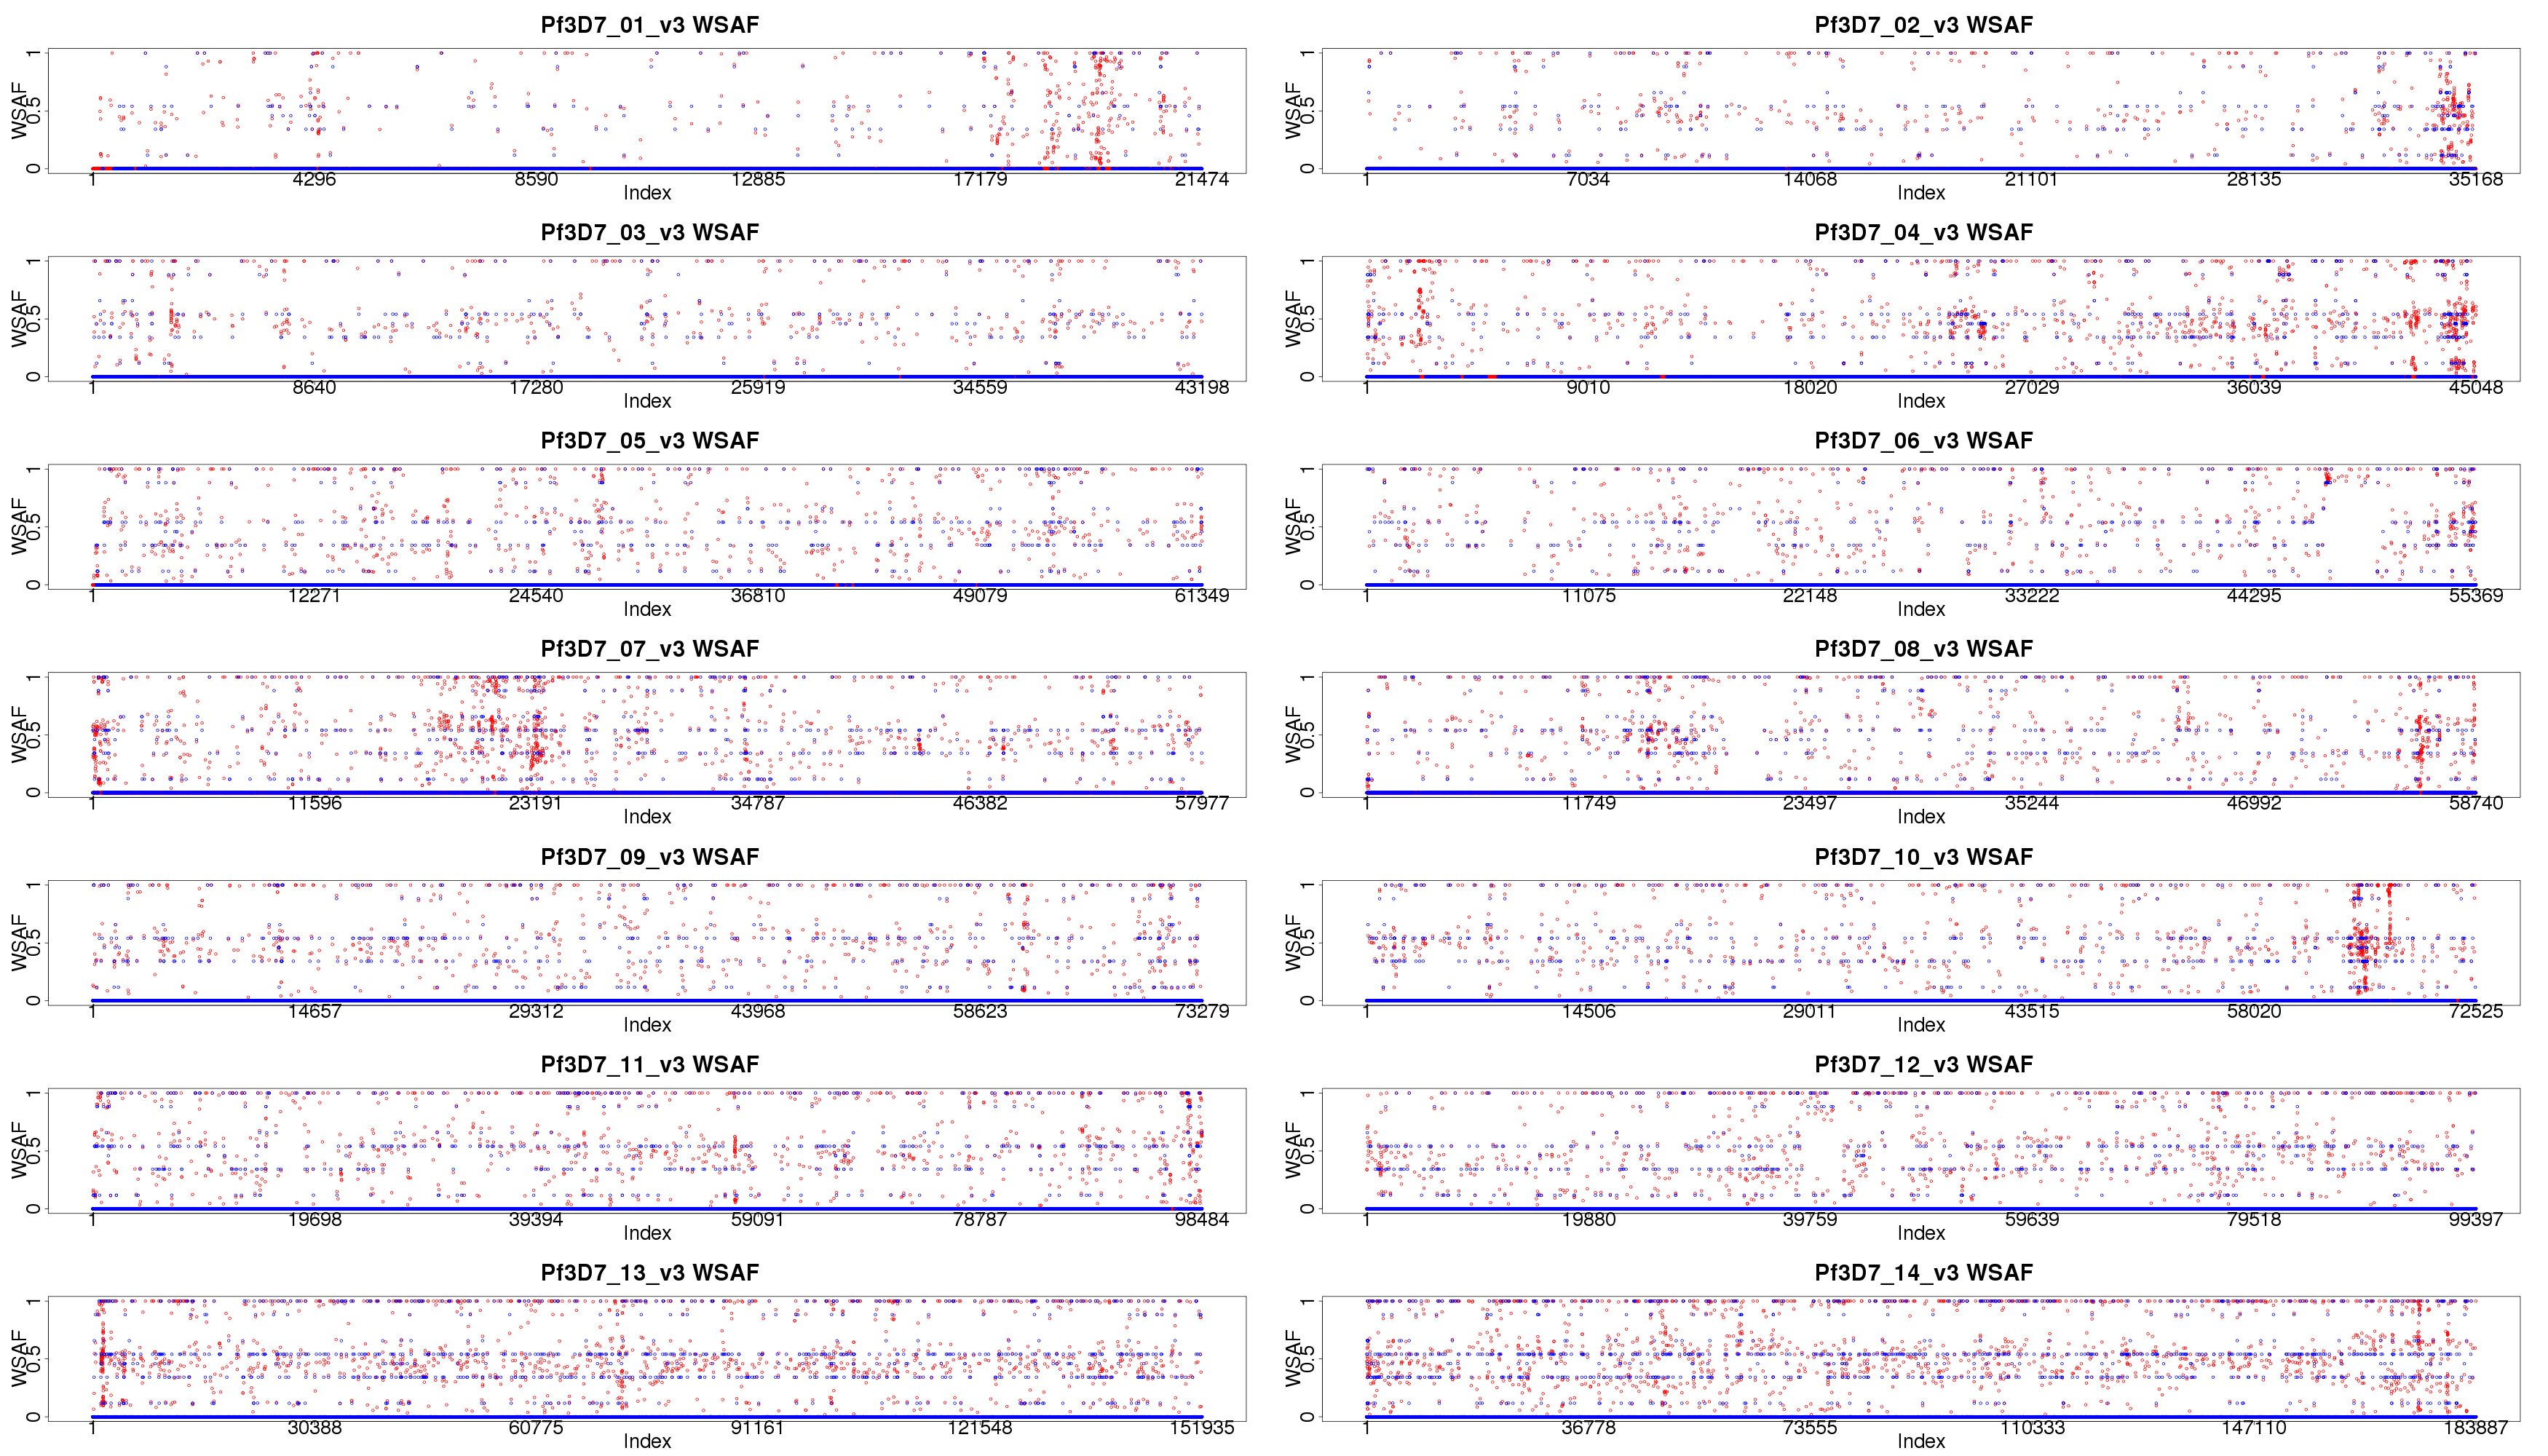 Pf3D7_01_v3 WSAF
WSAF
0 0.5 1
1 4296 8590 12885 17179 21474
Index
Pf3D7_02_v3 WSAF
WSAF
0 0.5 1
1 7034 14068 21101 28135 35168
Index
Pf3D7_03_v3 WSAF
WSAF
0 0.5 1
1 8640 17280 25919 34559 43198
Index
Pf3D7_04_v3 WSAF
WSAF
0 0.5 1
1 9010 18020 27029 36039 45048
Index
Pf3D7_05_v3 WSAF
WSAF
0 0.5 1
1 12271 24540 36810 49079 61349
Index
Pf3D7_06_v3 WSAF
WSAF
0 0.5 1
1 11075 22148 33222 44295 55369
Index
Pf3D7_07_v3 WSAF
WSAF
0 0.5 1
1 11596 23191 34787 46382 57977
Index
Pf3D7_08_v3 WSAF
WSAF
0 0.5 1
1 11749 23497 35244 46992 58740
Index
Pf3D7_09_v3 WSAF
WSAF
0 0.5 1
1 14657 29312 43968 58623 73279
Index
Pf3D7_10_v3 WSAF
WSAF
0 0.5 1
1 14506 29011 43515 58020 72525
Index
Pf3D7_11_v3 WSAF
WSAF
0 0.5 1
1 19698 39394 59091 78787 98484
Index
Pf3D7_12_v3 WSAF
WSAF
0 0.5 1
1 19880 39759 59639 79518 99397
Index
Pf3D7_13_v3 WSAF
WSAF
0 0.5 1
1 30388 60775 91161 121548 151935
Index
Pf3D7_14_v3 WSAF
WSAF
0 0.5 1
1 36778 73555 110333 147110 183887
Index